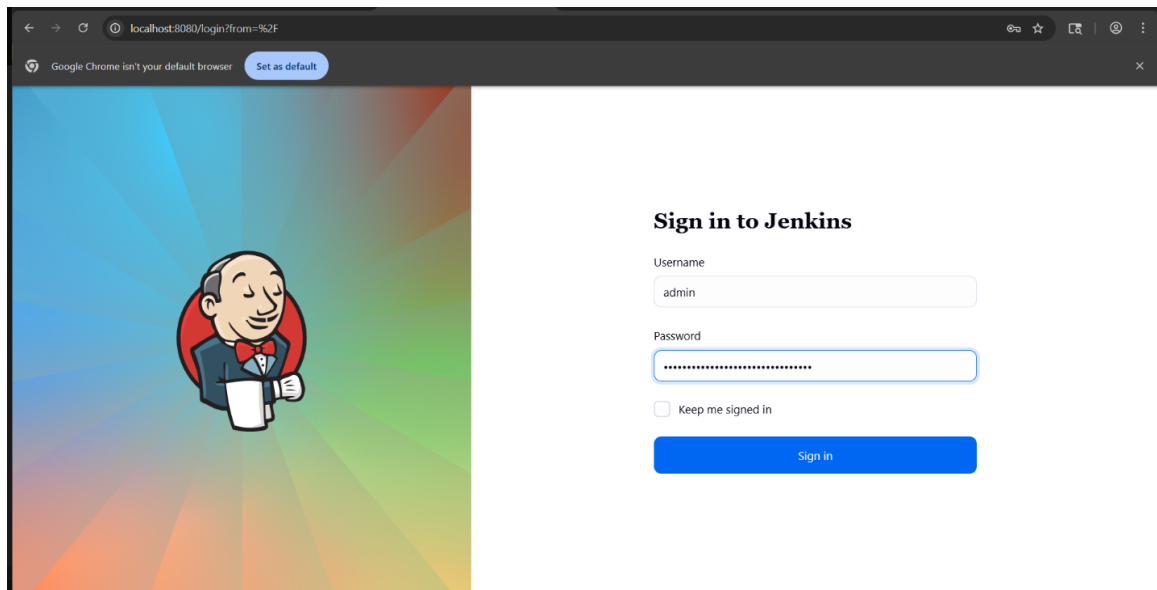 localhost:8080/login?from=%2F
Google Chrome isn't your default browser Set as default
Sign in to Jenkins
Username
admin
Password
••••••••••••••••••••••••••••••••
Keep me signed in
Sign in